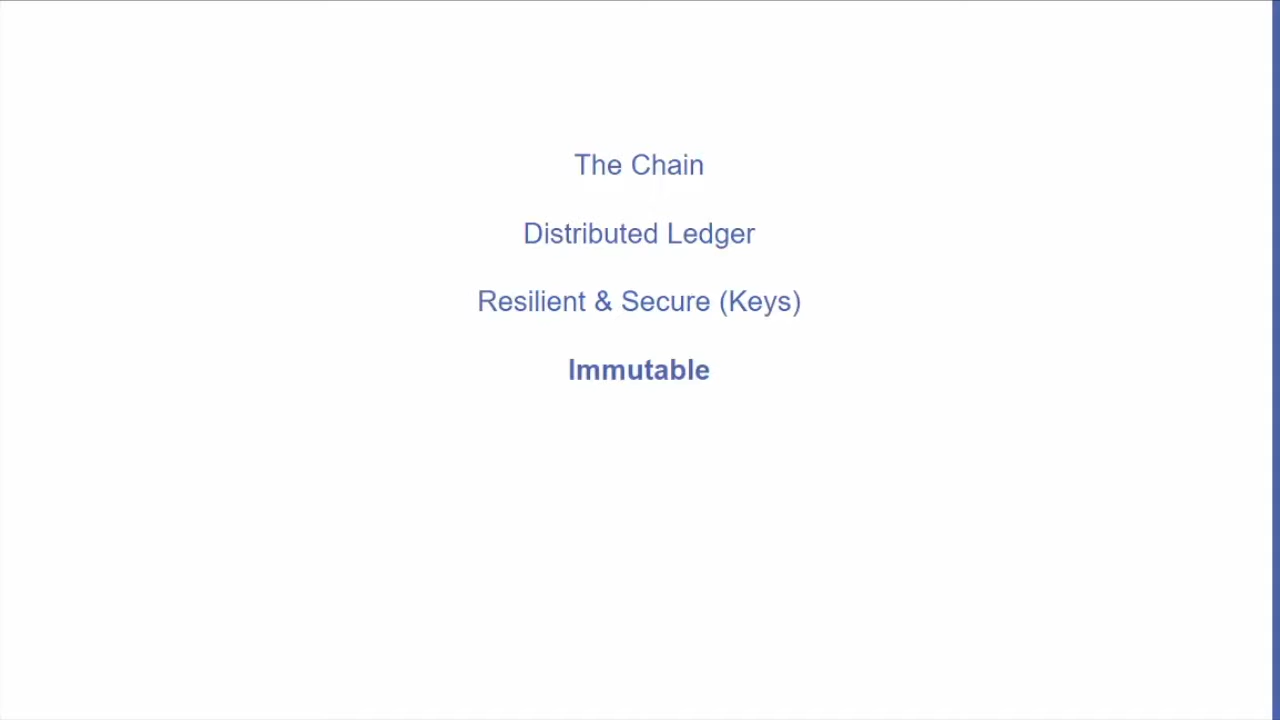 The Chain
Distributed Ledger
Resilient & Secure (Keys)
Immutable